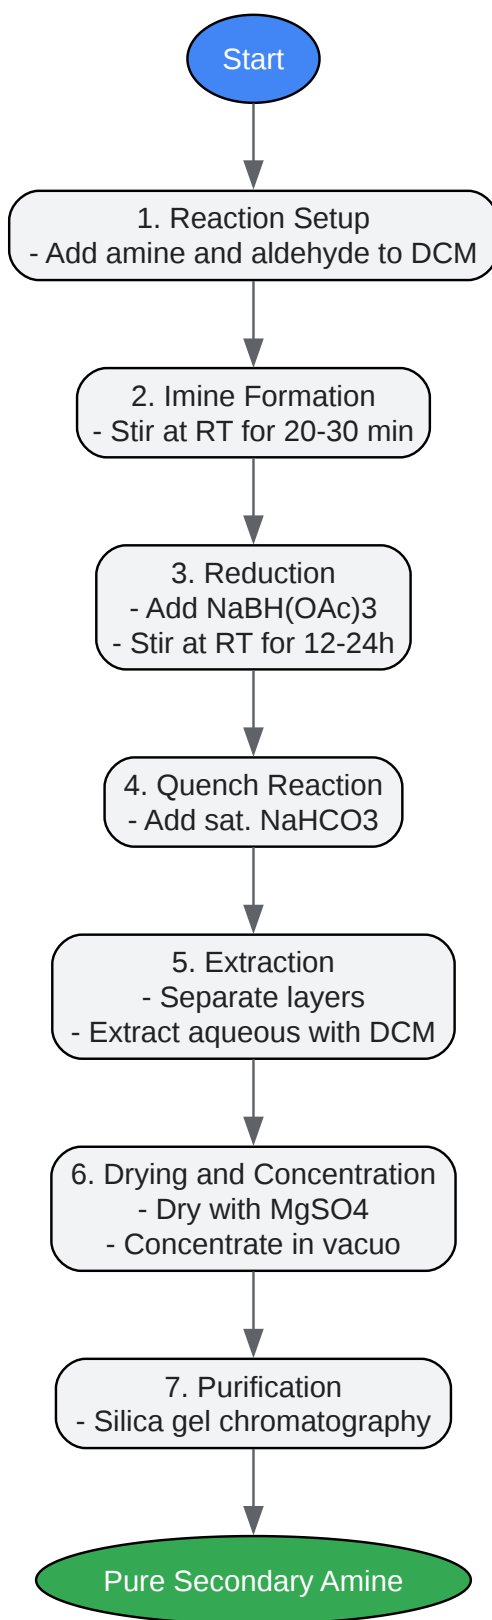 Start
1. Reaction Setup
- Add amine and aldehyde to DCM
2. Imine Formation
- Stir at RT for 20-30 min
3. Reduction
- Add NaBH(OAc)3
- Stir at RT for 12-24h
4. Quench Reaction
- Add sat. NaHCO3
5. Extraction
- Separate layers
- Extract aqueous with DCM
6. Drying and Concentration
- Dry with MgSO4
- Concentrate in vacuo
7. Purification
- Silica gel chromatography
Pure Secondary Amine